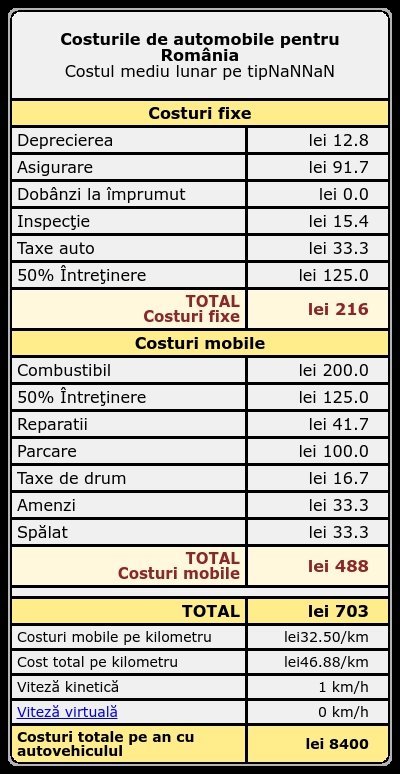 Costurile de automobile pentru
România
Costul mediu lunar pe tipNaNNaN
Costuri fixe
Deprecierea lei 12.8
Asigurare lei 91.7
Dobânzi la împrumut lei 0.0
Inspecţie lei 15.4
Taxe auto lei 33.3
50% Întreţinere lei 125.0
TOTAL
Costuri fixe lei 216
Costuri mobile
Combustibil lei 200.0
50% Întreţinere lei 125.0
Reparatii lei 41.7
Parcare lei 100.0
Taxe de drum lei 16.7
Amenzi lei 33.3
Spălat lei 33.3
TOTAL
Costuri mobile lei 488
TOTAL lei 703
Costuri mobile pe kilometru lei32.50/km
Cost total pe kilometru lei46.88/km
Viteză kinetică 1 km/h
Viteză virtuală 0 km/h
Costuri totale pe an cu
autovehiculul lei 8400